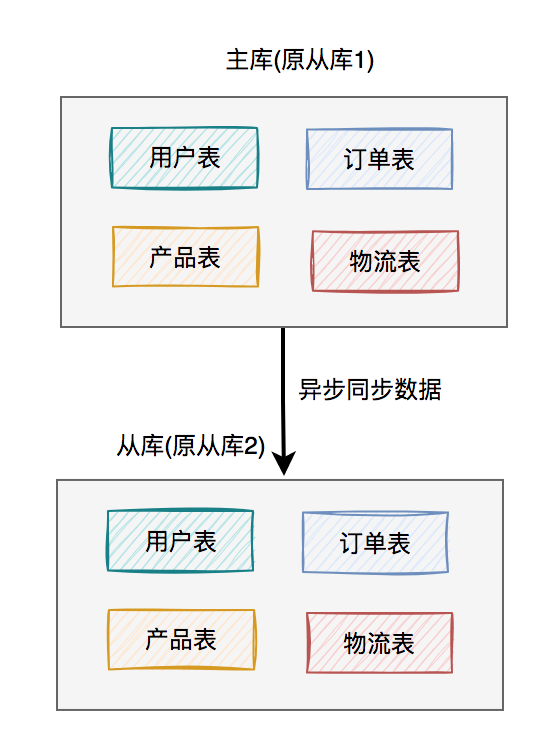 主库(原从库1)
用户表
订单表
产品表
物流表
异步同步数据
从库(原从库2)
用户表
订单表
产品表
物流表